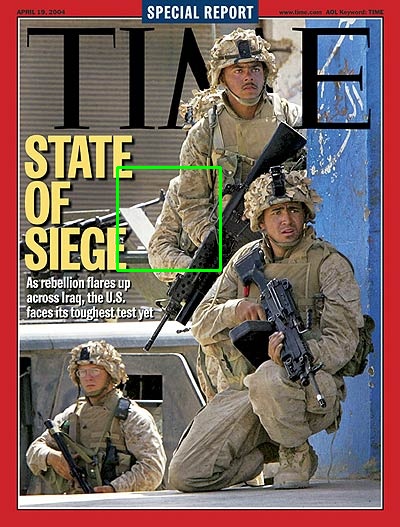 SPECIAL REPORT
APRIL 19, 2004
www.time.com AOL Keyword: TIME
TIME
STATE
OF
SIEGE
As rebellion flares up
across Iraq, the U.S.
faces its toughest test yet